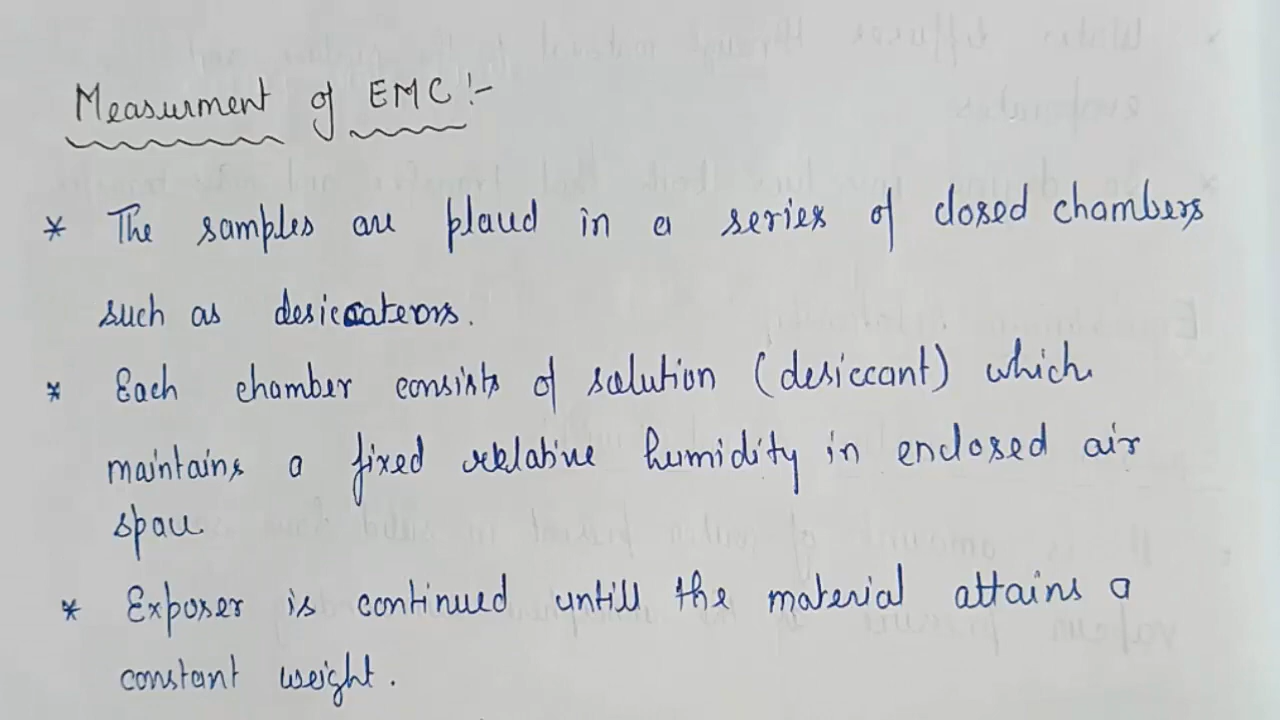 Measurment of EMC :-
* The samples are placed in a series of closed chambers
such as desiccateors.
* Each chamber consists of solution (desiccant) which
maintains a fixed relative humidity in enclosed air
space
* Exposer is continued untill the material attains a
constant weight.